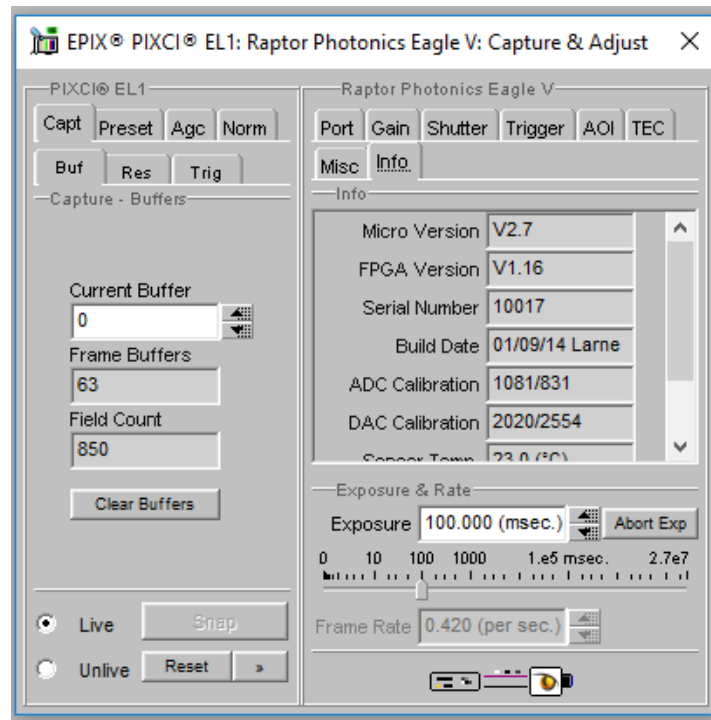 EPIX® PIXCI® EL1: Raptor Photonics Eagle V: Capture & Adjust
PIXCI® EL1
Capt Preset Agc Norm
Buf Res Trig
Capture - Buffers
Current Buffer
0
Frame Buffers
63
Field Count
850
Clear Buffers
Live Snap
Unlive Reset »
Raptor Photonics Eagle V
Port Gain Shutter Trigger AOI TEC
Misc Info
Info
Micro Version V2.7
FPGA Version V1.16
Serial Number 10017
Build Date 01/09/14 Larne
ADC Calibration 1081/831
DAC Calibration 2020/2554
Sensor Temp 23.0 (°C)
Exposure & Rate
Exposure 100.000 (msec.) Abort Exp
0 10 100 1000 1.e5 msec. 2.7e7
Frame Rate 0.420 (per sec.)